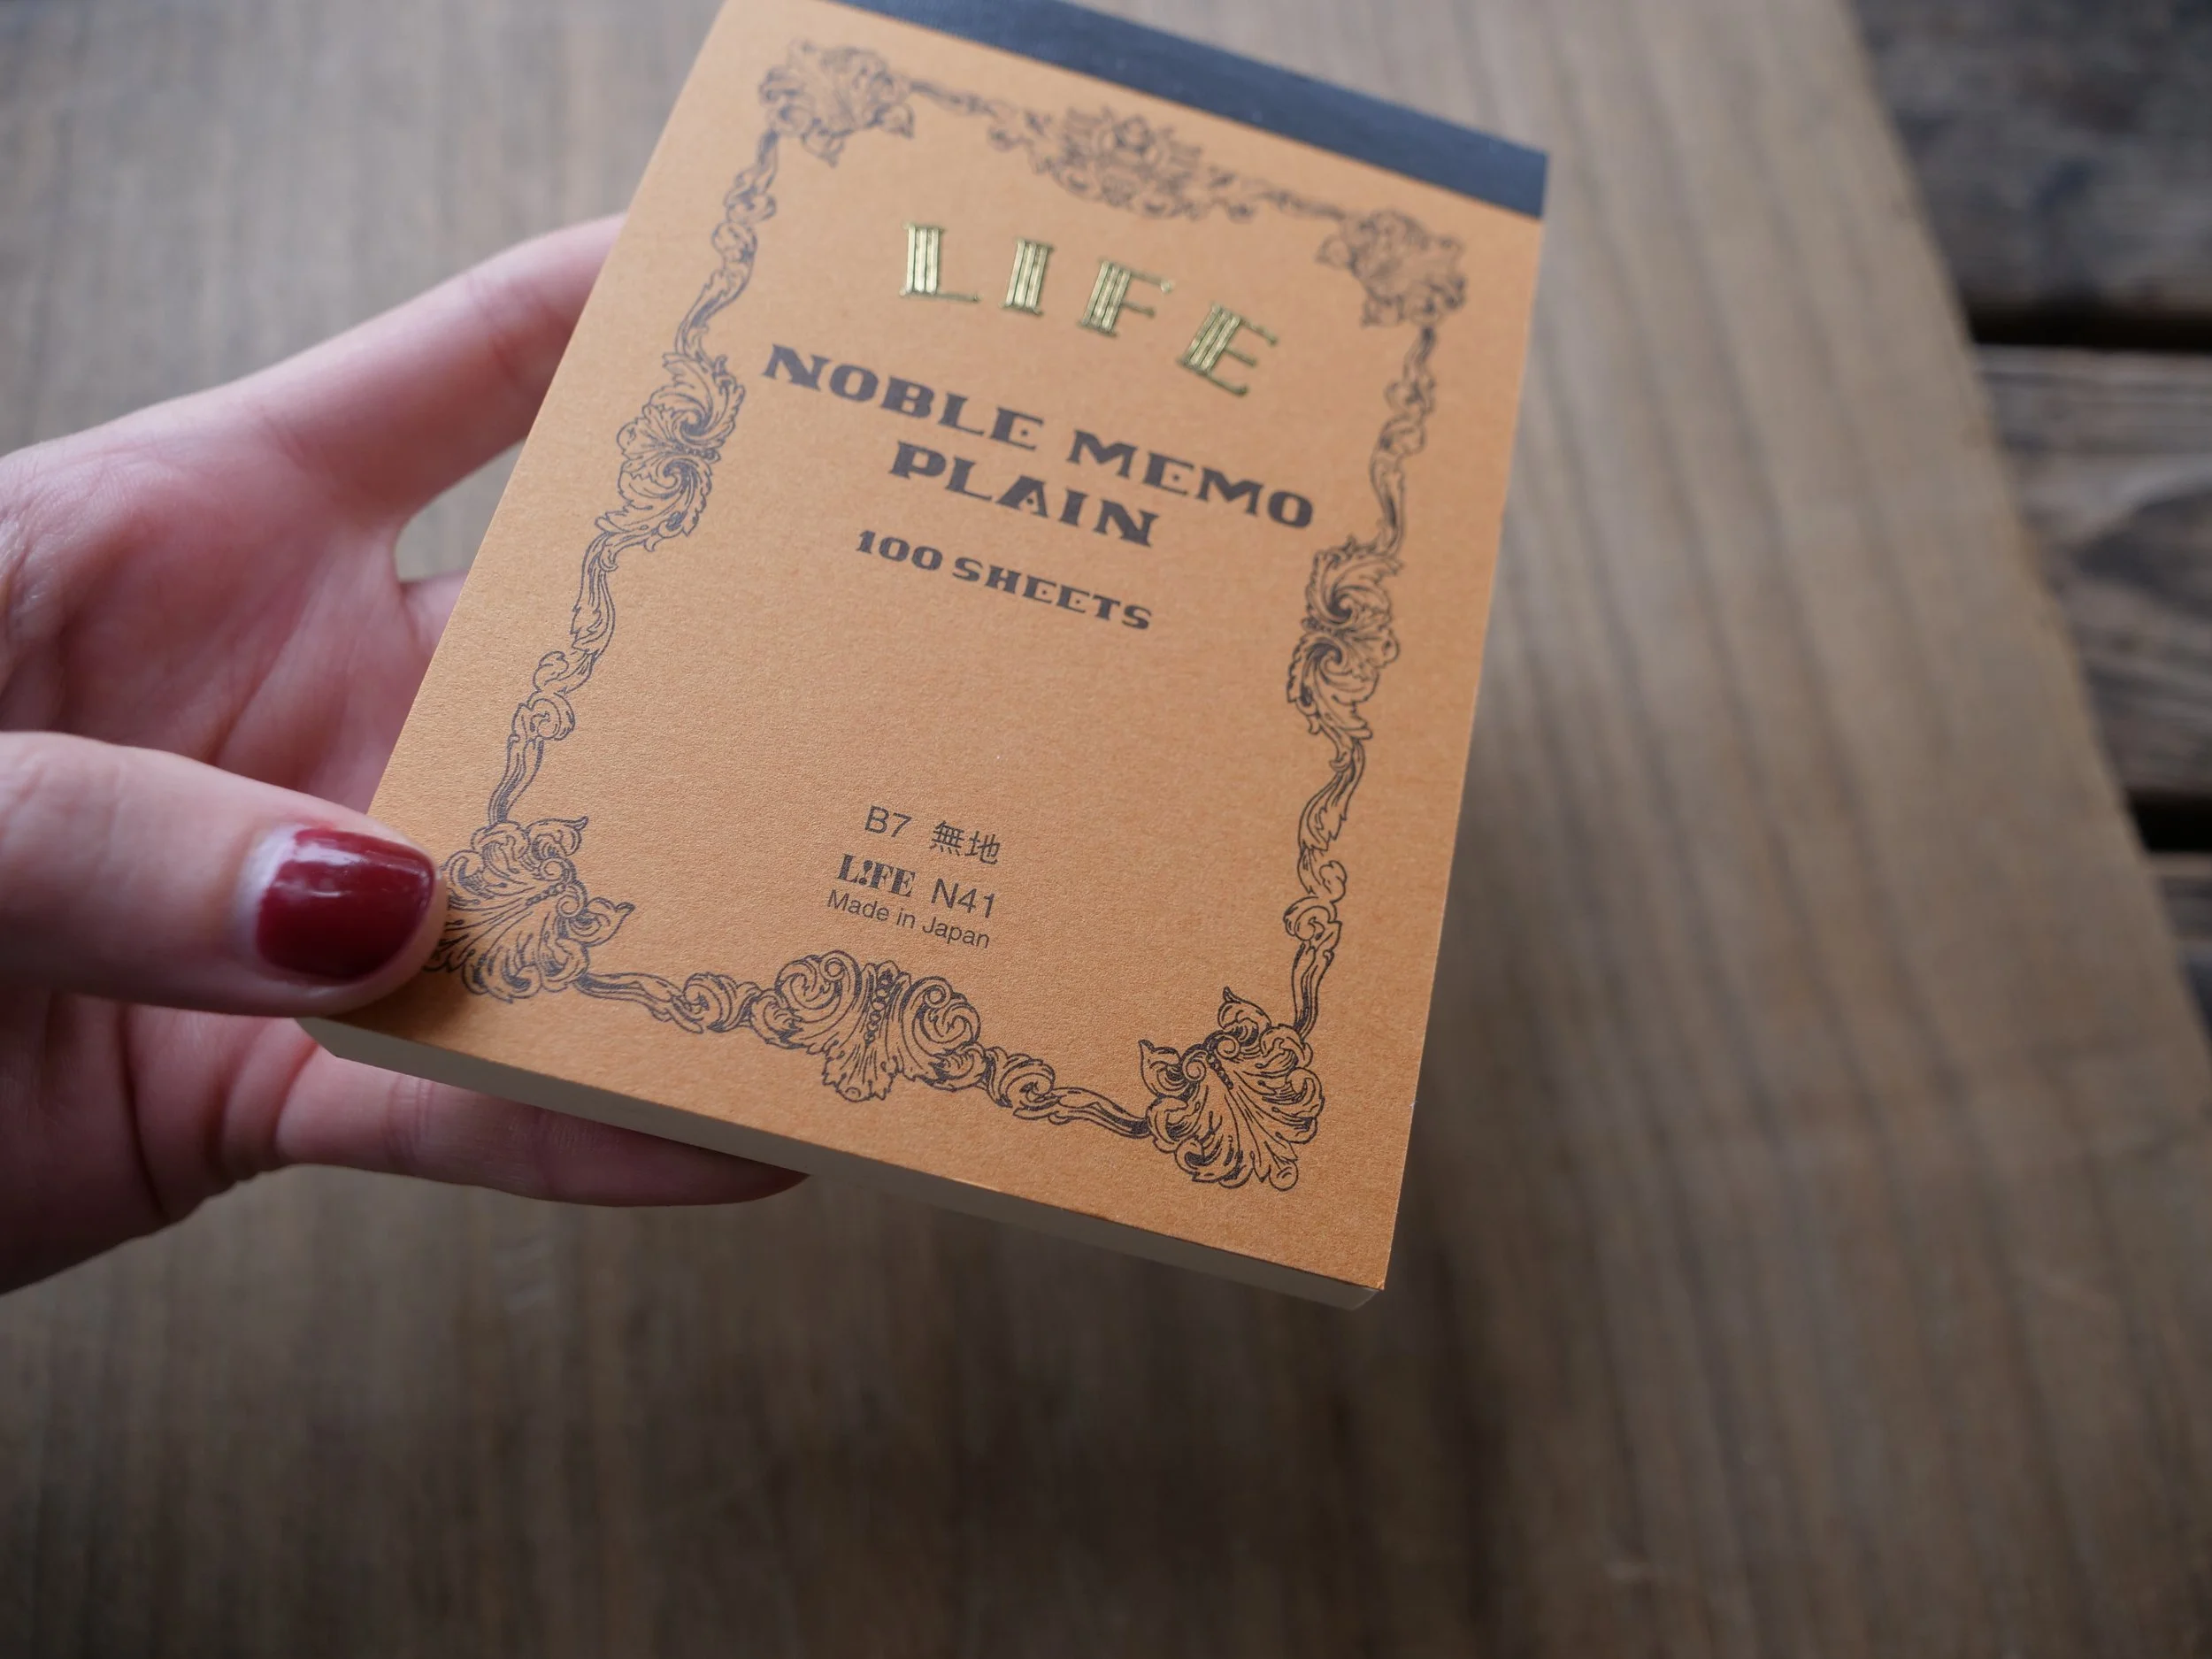 LIFE
NOBLE MEMO
PLAIN
100 SHEETS
B7 無地
L!FE N41
Made in Japan